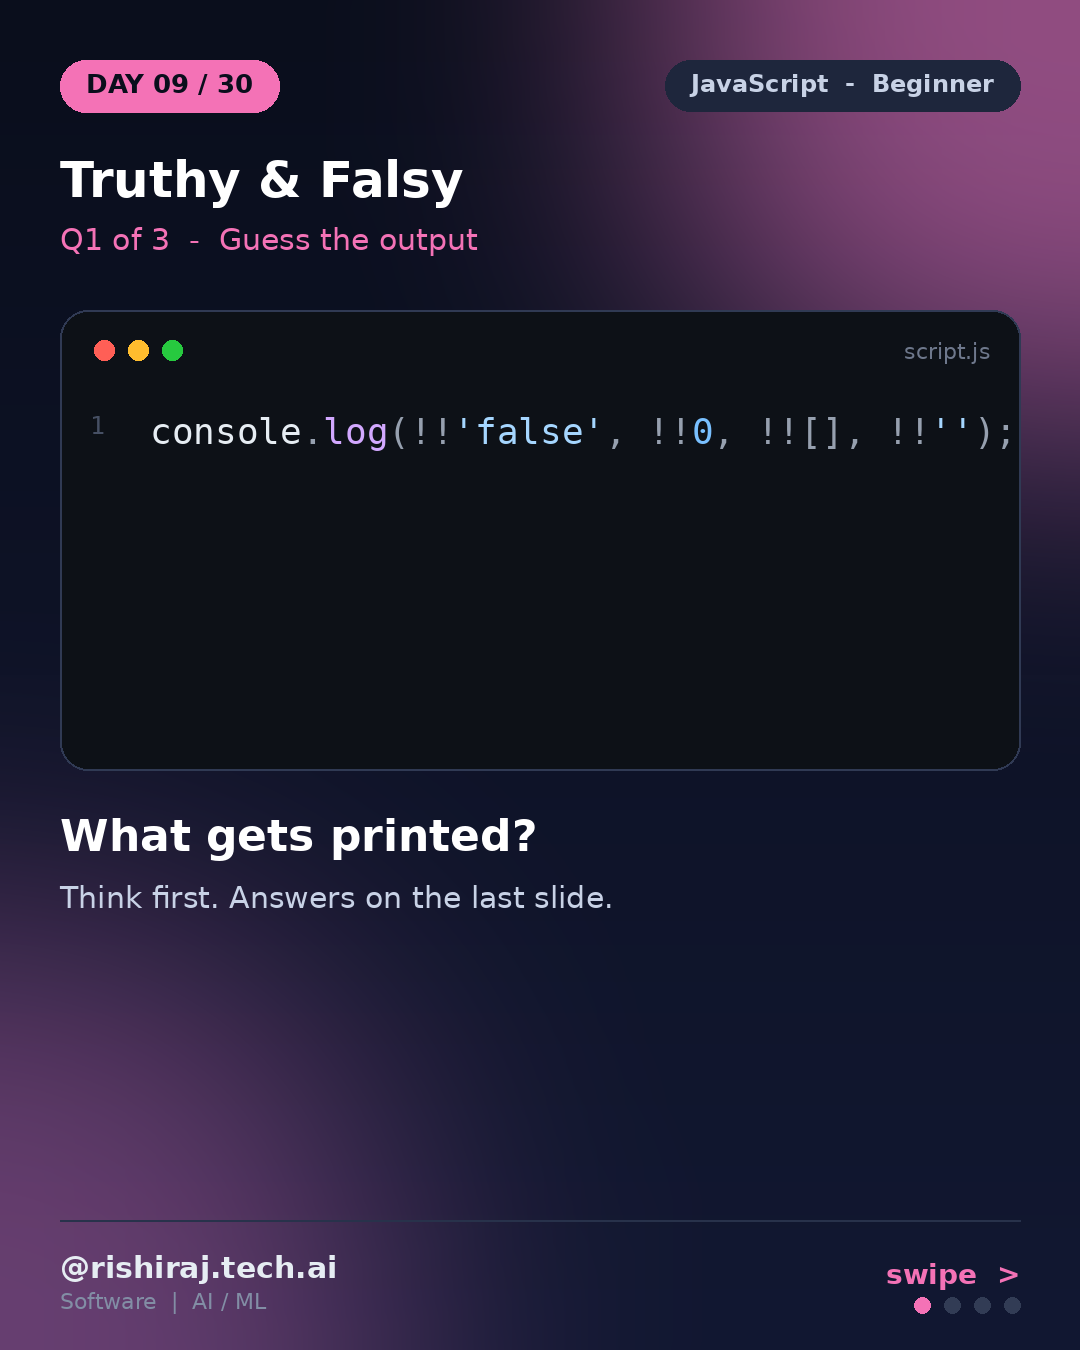 DAY 09 / 30
JavaScript - Beginner
Truthy & Falsy
Q1 of 3 - Guess the output
script.js
1 console.log(!!'false', !!0, !![], !!'');
What gets printed?
Think first. Answers on the last slide.
@rishiraj.tech.ai
Software | AI / ML
swipe >